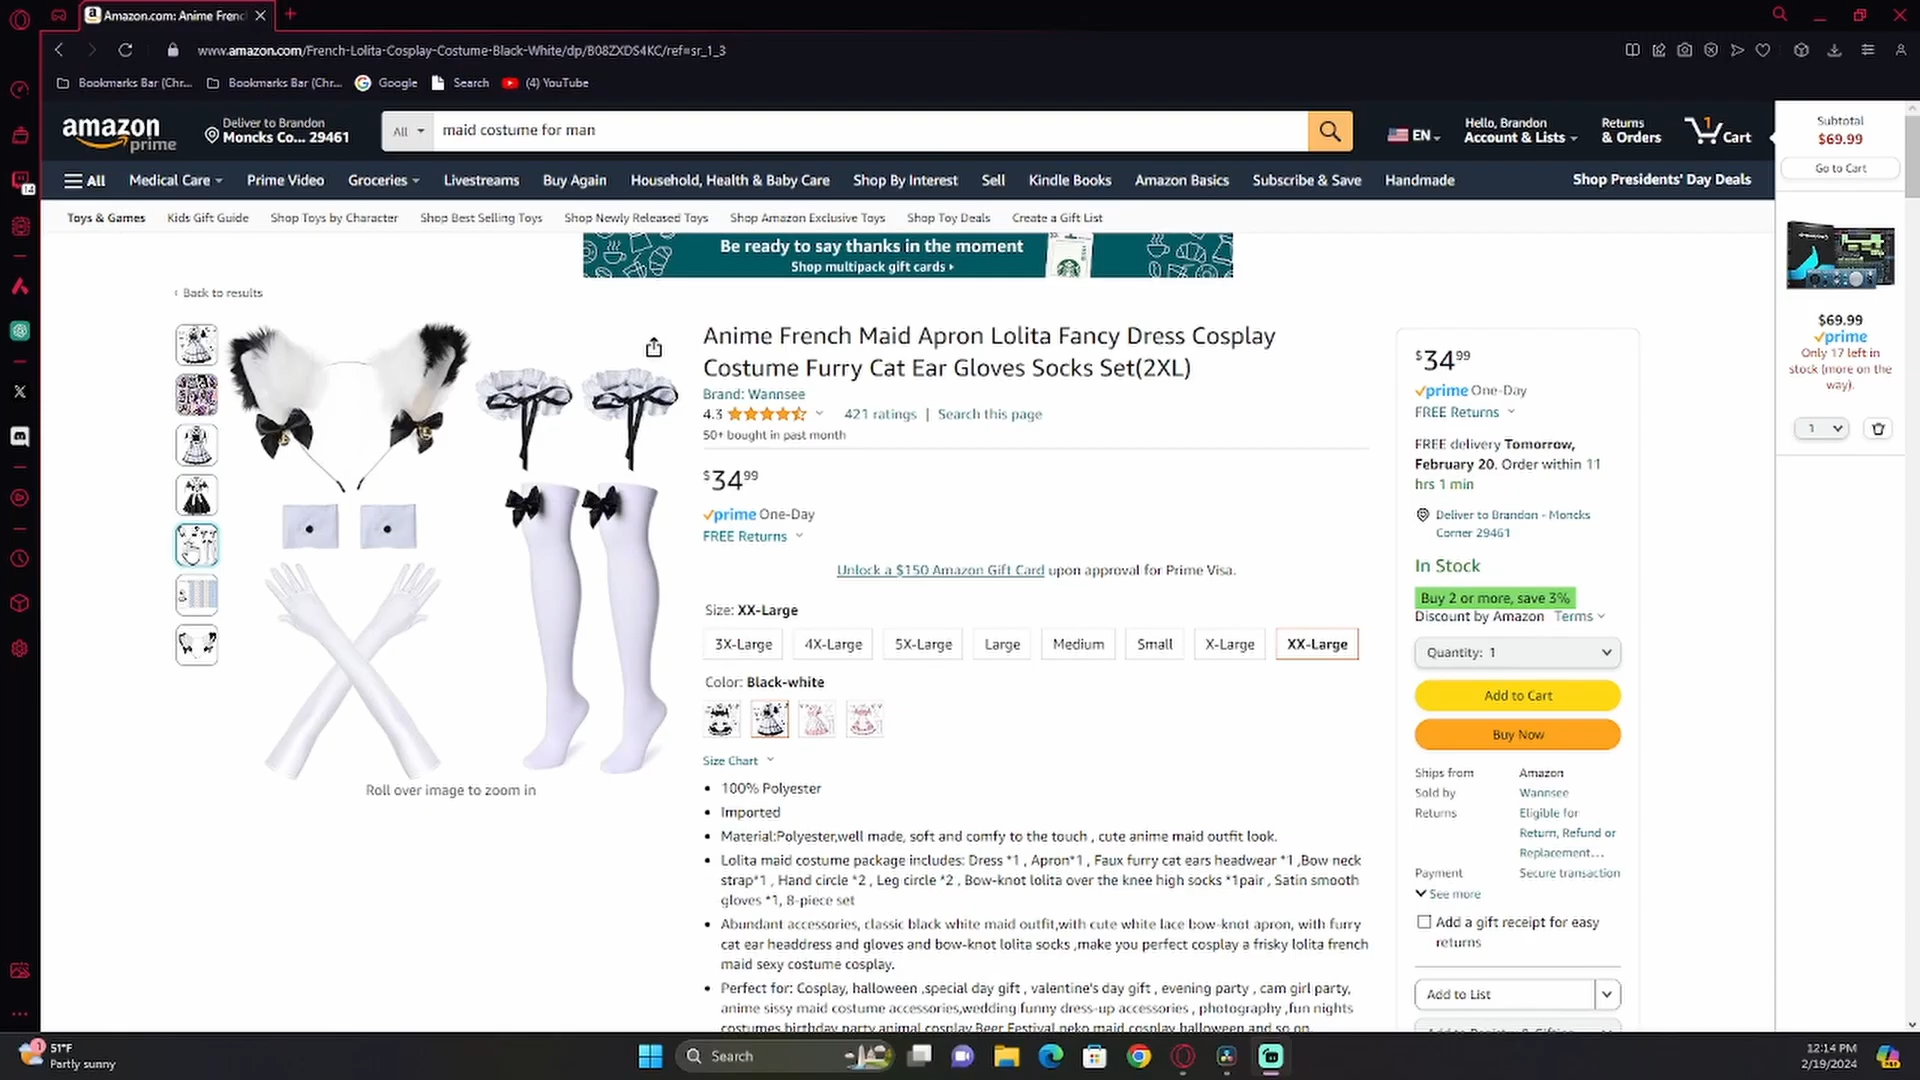 Amazon.com: Anime Frenc
www.amazon.com/French-Lolita-Cosplay-Costume-Black-White/dp/B08ZXDS4KC/ref=sr_1_3
Bookmarks Bar (Chr...
Bookmarks Bar (Chr...
Google
Search
(4) YouTube
amazon
prime
Deliver to Brandon
Moncks Co... 29461
All
maid costume for man
EN
Hello, Brandon
Account & Lists
Returns
& Orders
1
Cart
Subtotal
$69.99
Go to Cart
All
Medical Care
Prime Video
Groceries
Livestreams
Buy Again
Household, Health & Baby Care
Shop By Interest
Sell
Kindle Books
Amazon Basics
Subscribe & Save
Handmade
Shop Presidents' Day Deals
14
Toys & Games
Kids Gift Guide
Shop Toys by Character
Shop Best Selling Toys
Shop Newly Released Toys
Shop Amazon Exclusive Toys
Shop Toy Deals
Create a Gift List
Be ready to say thanks in the moment
Shop multipack gift cards
‹ Back to results
Anime French Maid Apron Lolita Fancy Dress Cosplay
Costume Furry Cat Ear Gloves Socks Set(2XL)
Brand: Wannsee
4.3
421 ratings | Search this page
50+ bought in past month
$34.99
prime One-Day
FREE Returns
Unlock a $150 Amazon Gift Card upon approval for Prime Visa.
Size: XX-Large
3X-Large
4X-Large
5X-Large
Large
Medium
Small
X-Large
XX-Large
Color: Black-white
Size Chart
Roll over image to zoom in
• 100% Polyester
• Imported
• Material:Polyester,well made, soft and comfy to the touch , cute anime maid outfit look.
• Lolita maid costume package includes: Dress *1 , Apron*1 , Faux furry cat ears headwear *1 ,Bow neck
strap*1 , Hand circle *2 , Leg circle *2 , Bow-knot lolita over the knee high socks *1pair , Satin smooth
gloves *1, 8-piece set
• Abundant accessories, classic black white maid outfit,with cute white lace bow-knot apron, with furry
cat ear headdress and gloves and bow-knot lolita socks ,make you perfect cosplay a frisky lolita french
maid sexy costume cosplay.
• Perfect for: Cosplay, halloween ,special day gift , valentine's day gift , evening party , cam girl party,
anime sissy maid costume accessories,wedding funny dress-up accessories , photography ,fun nights
costumes,birthday party,animal cosplay,Beer Festival,neko maid cosplay,halloween and so on.
$34.99
prime One-Day
FREE Returns
FREE delivery Tomorrow,
February 20. Order within 11
hrs 1 min
Deliver to Brandon - Moncks
Corner 29461
In Stock
Buy 2 or more, save 3%
Discount by Amazon Terms
Quantity: 1
Add to Cart
Buy Now
Ships from Amazon
Sold by Wannsee
Returns Eligible for
Return, Refund or
Replacement...
Payment Secure transaction
See more
Add a gift receipt for easy
returns
Add to List
$69.99
prime
Only 17 left in
stock (more on the
way).
1
1
51°F
Partly sunny
Search
12:14 PM
2/19/2024